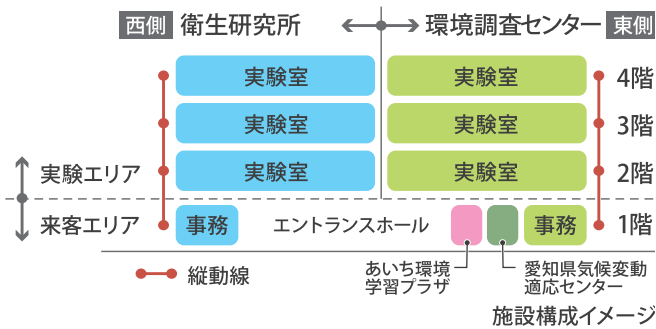 西側 衛生研究所 環境調査センター 東側
実験室 実験室 4階
実験室 実験室 3階
実験エリア 実験室 実験室 2階
来客エリア 事務 エントランスホール 事務 1階
縦動線
あいち環境
学習プラザ
愛知県気候変動
適応センター
施設構成イメージ